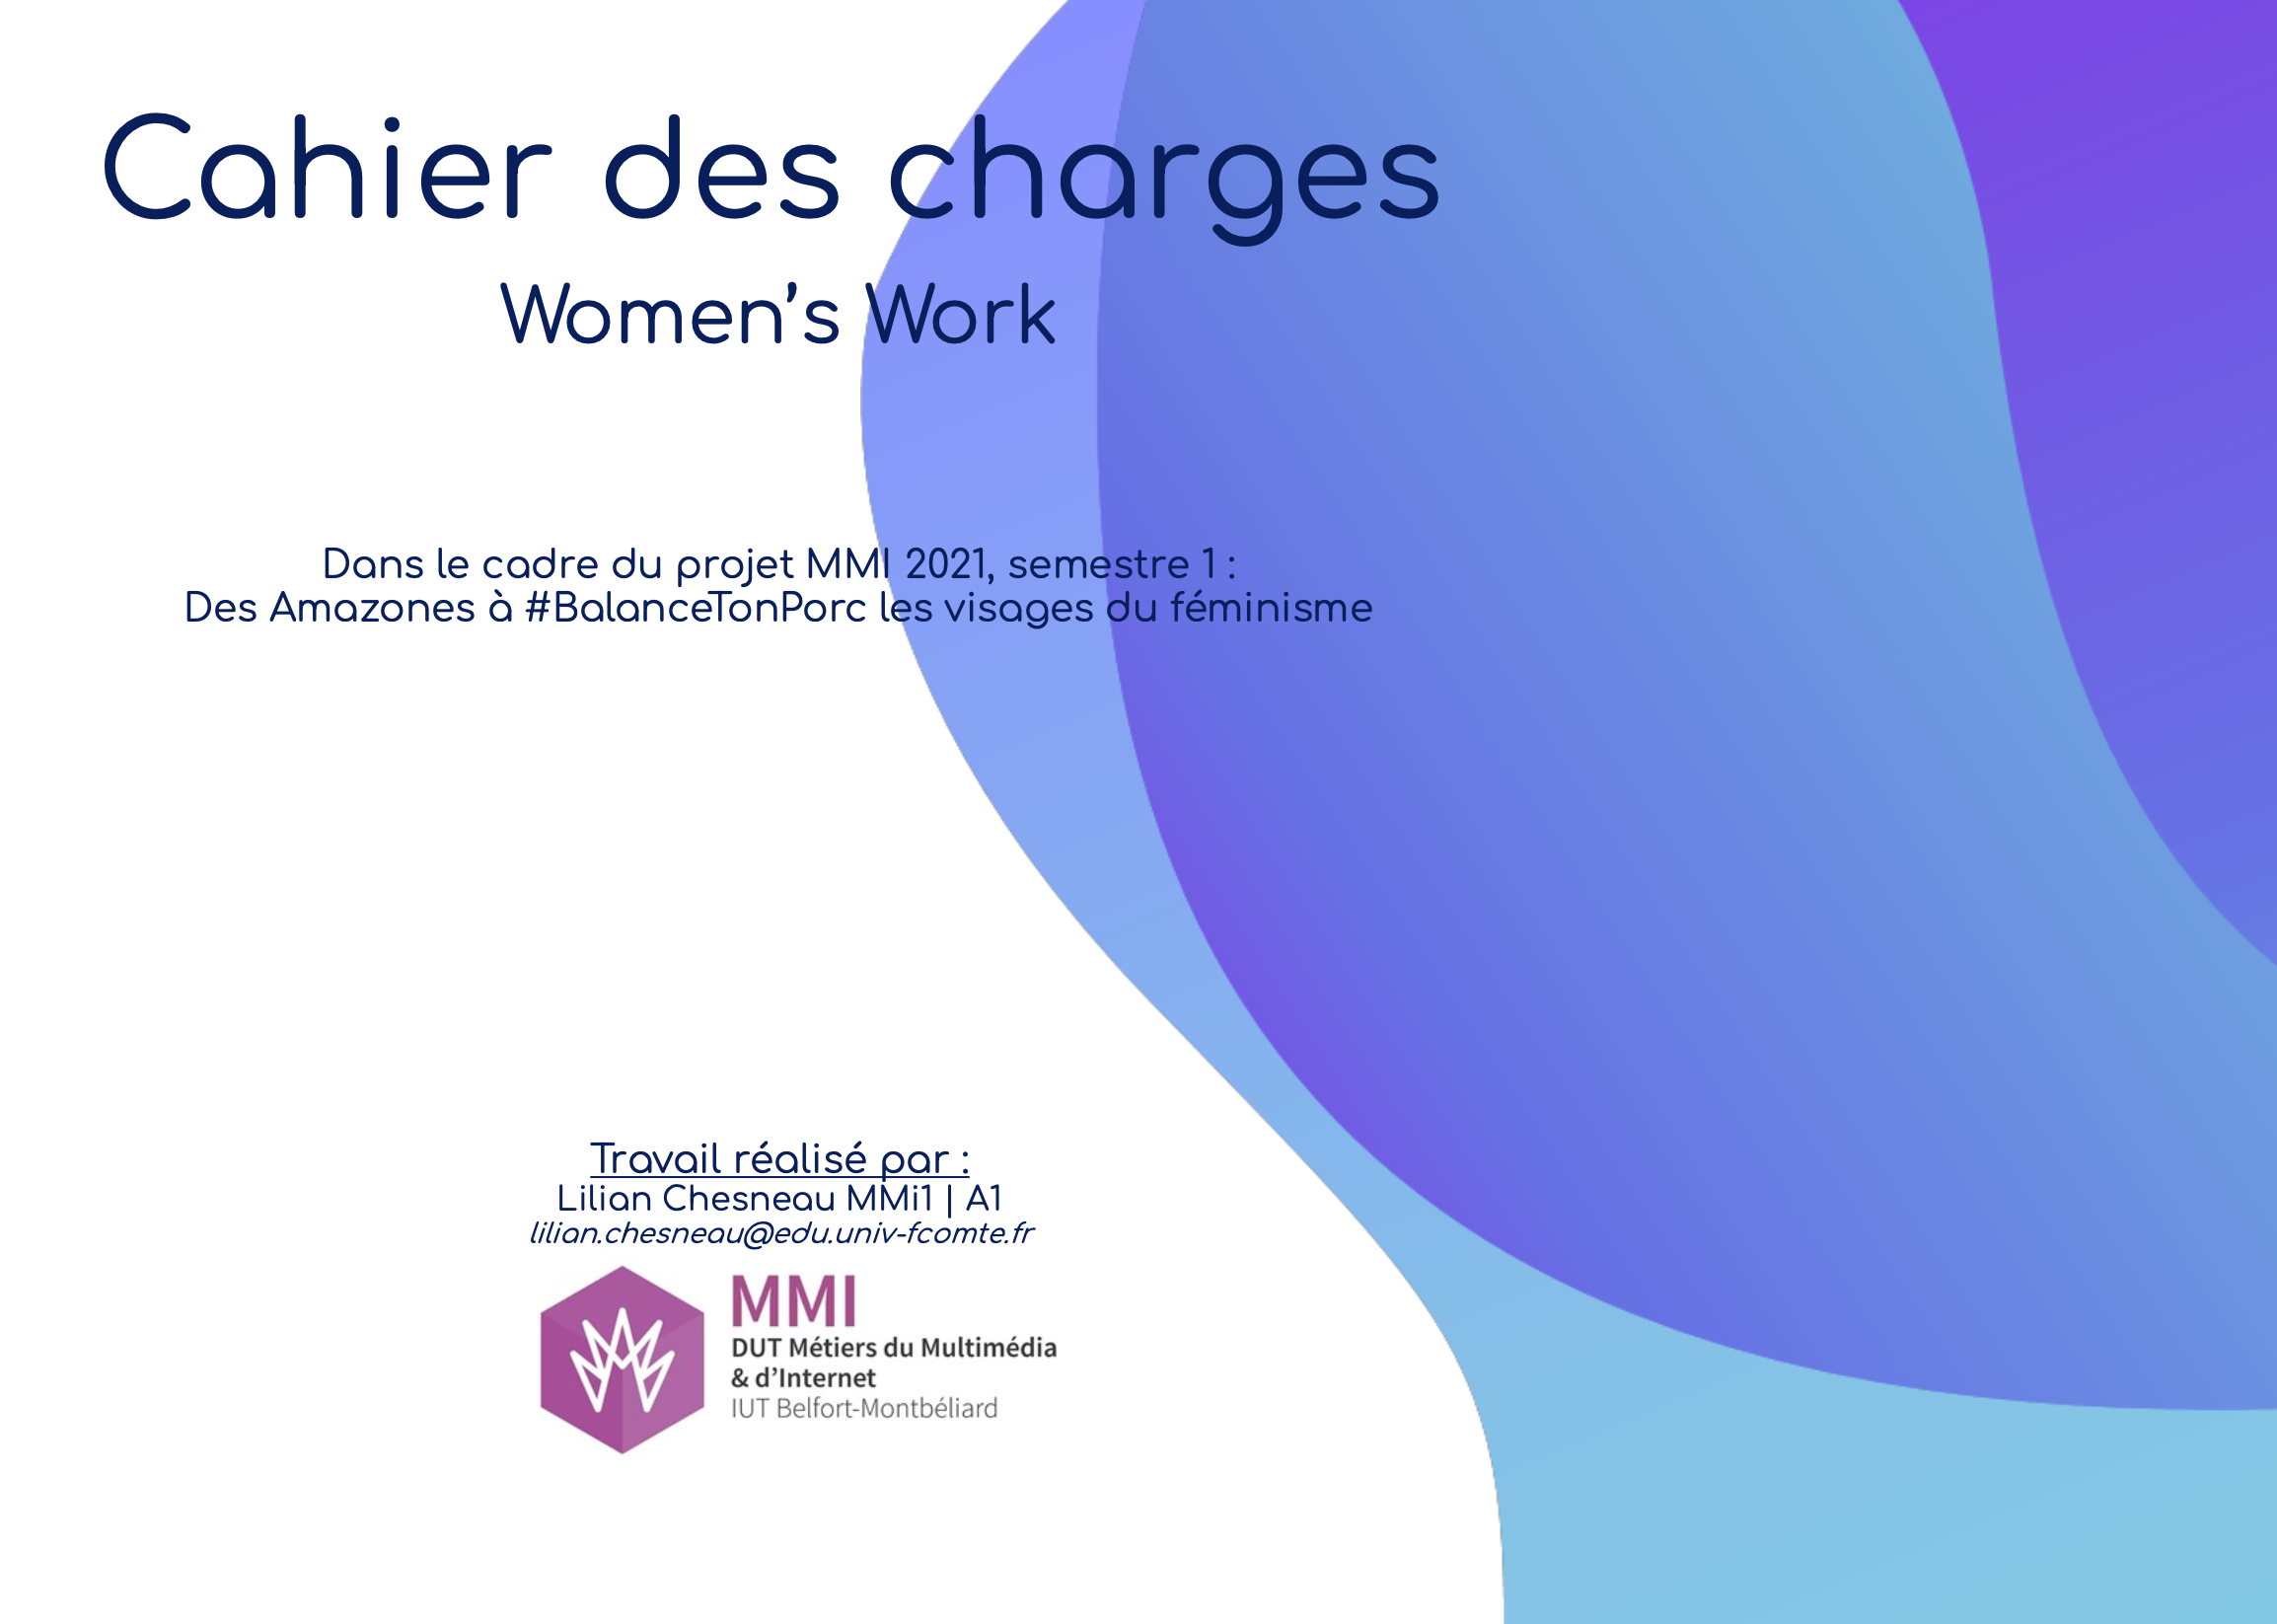 Cahier des charges
Women's Work
Dans le cadre du projet MMI 2021, semestre 1 :
Des Amazones à #BalanceTonPorc les visages du féminisme
Travail réalisé par :
Lilian Chesneau MMi1 | A1
lilian.chesneau@edu.univ-fcomte.fr
MMI
DUT Métiers du Multimédia
& d'Internet
IUT Belfort-Montbéliard